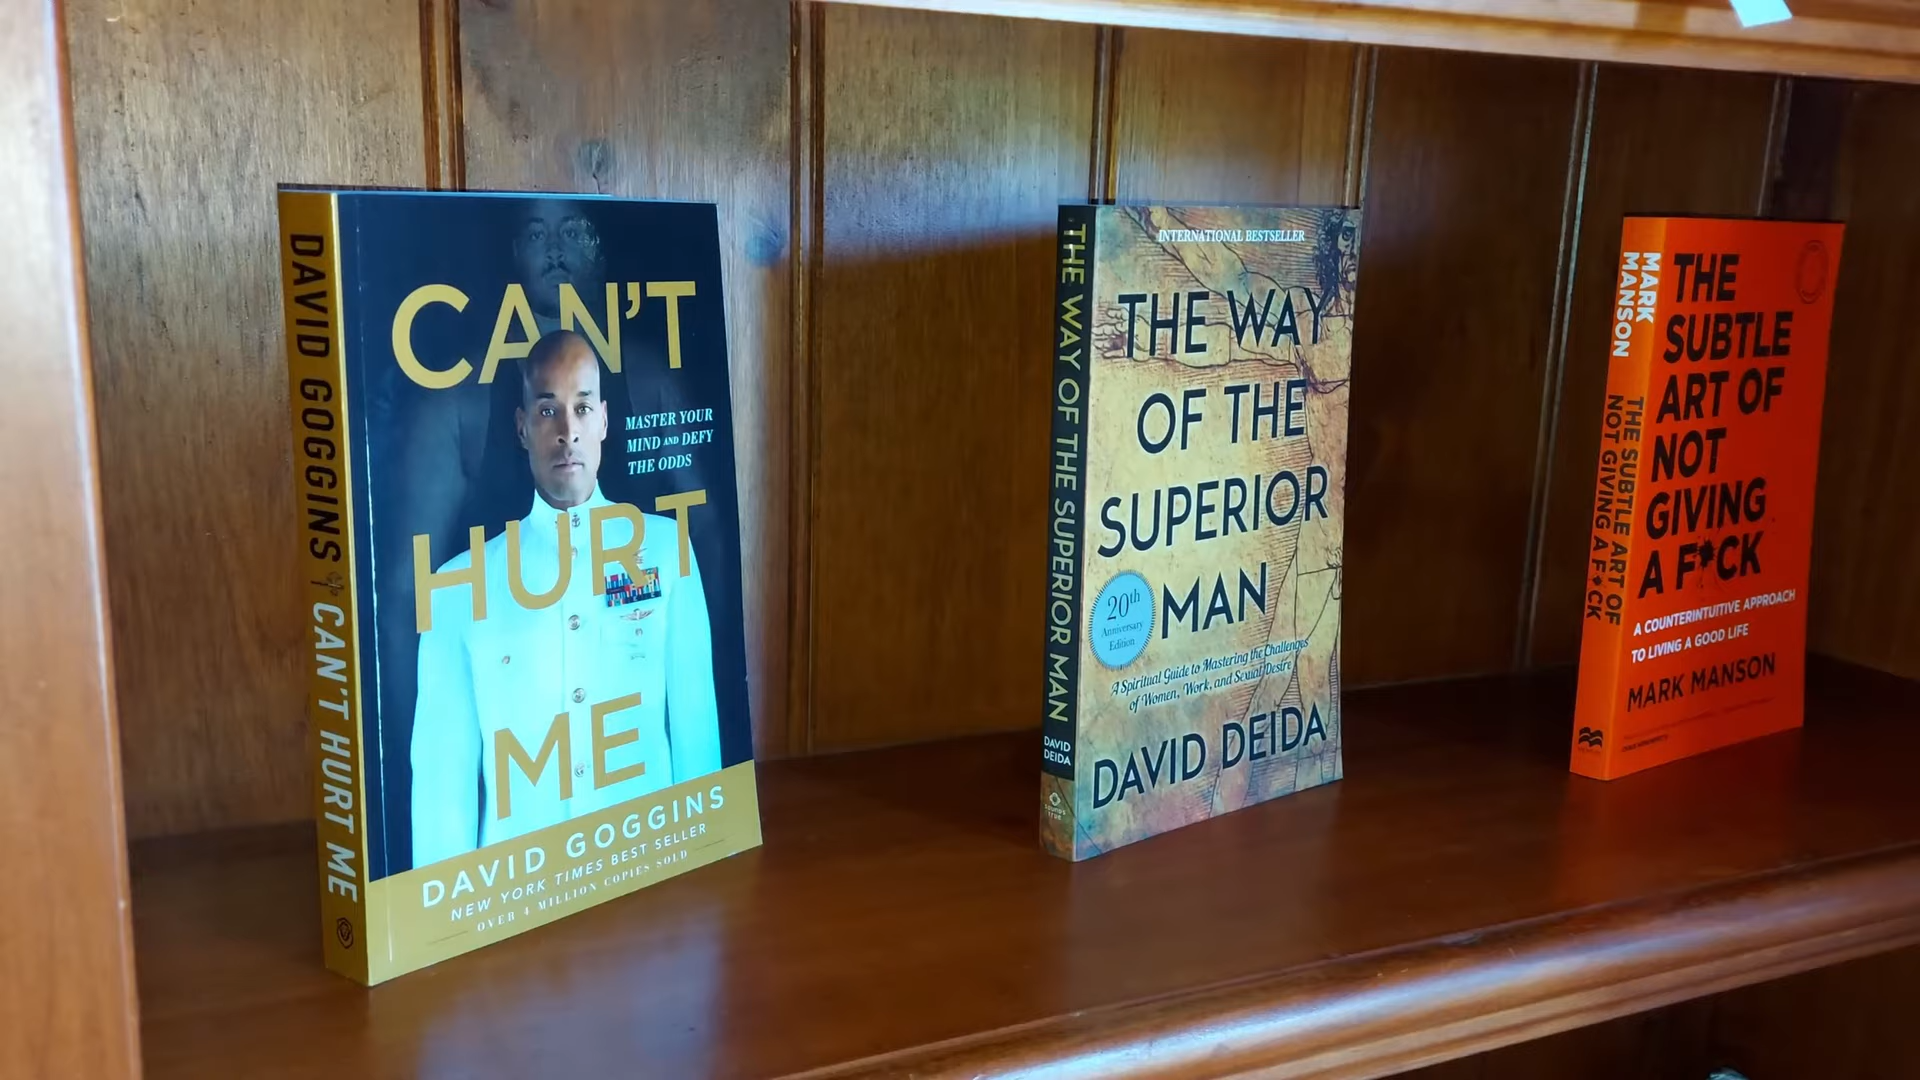 DAVID GOGGINS CAN'T HURT ME
CAN'T
MASTER YOUR
MIND AND DEFY
THE ODDS
HURT
ME
DAVID GOGGINS
NEW YORK TIMES BEST SELLER
OVER 4 MILLION COPIES SOLD
THE WAY OF THE SUPERIOR MAN
DAVID
DEIDA
sounds
true
INTERNATIONAL BESTSELLER
THE WAY
OF THE
SUPERIOR
MAN
20th
Anniversary
Edition
A Spiritual Guide to Mastering the Challenges
of Women, Work, and Sexual Desire
DAVID DEIDA
MARK
MANSON
THE SUBTLE ART OF
NOT GIVING A F*CK
THE
SUBTLE
ART OF
NOT
GIVING
A F*CK
A COUNTERINTUITIVE APPROACH
TO LIVING A GOOD LIFE
MARK MANSON